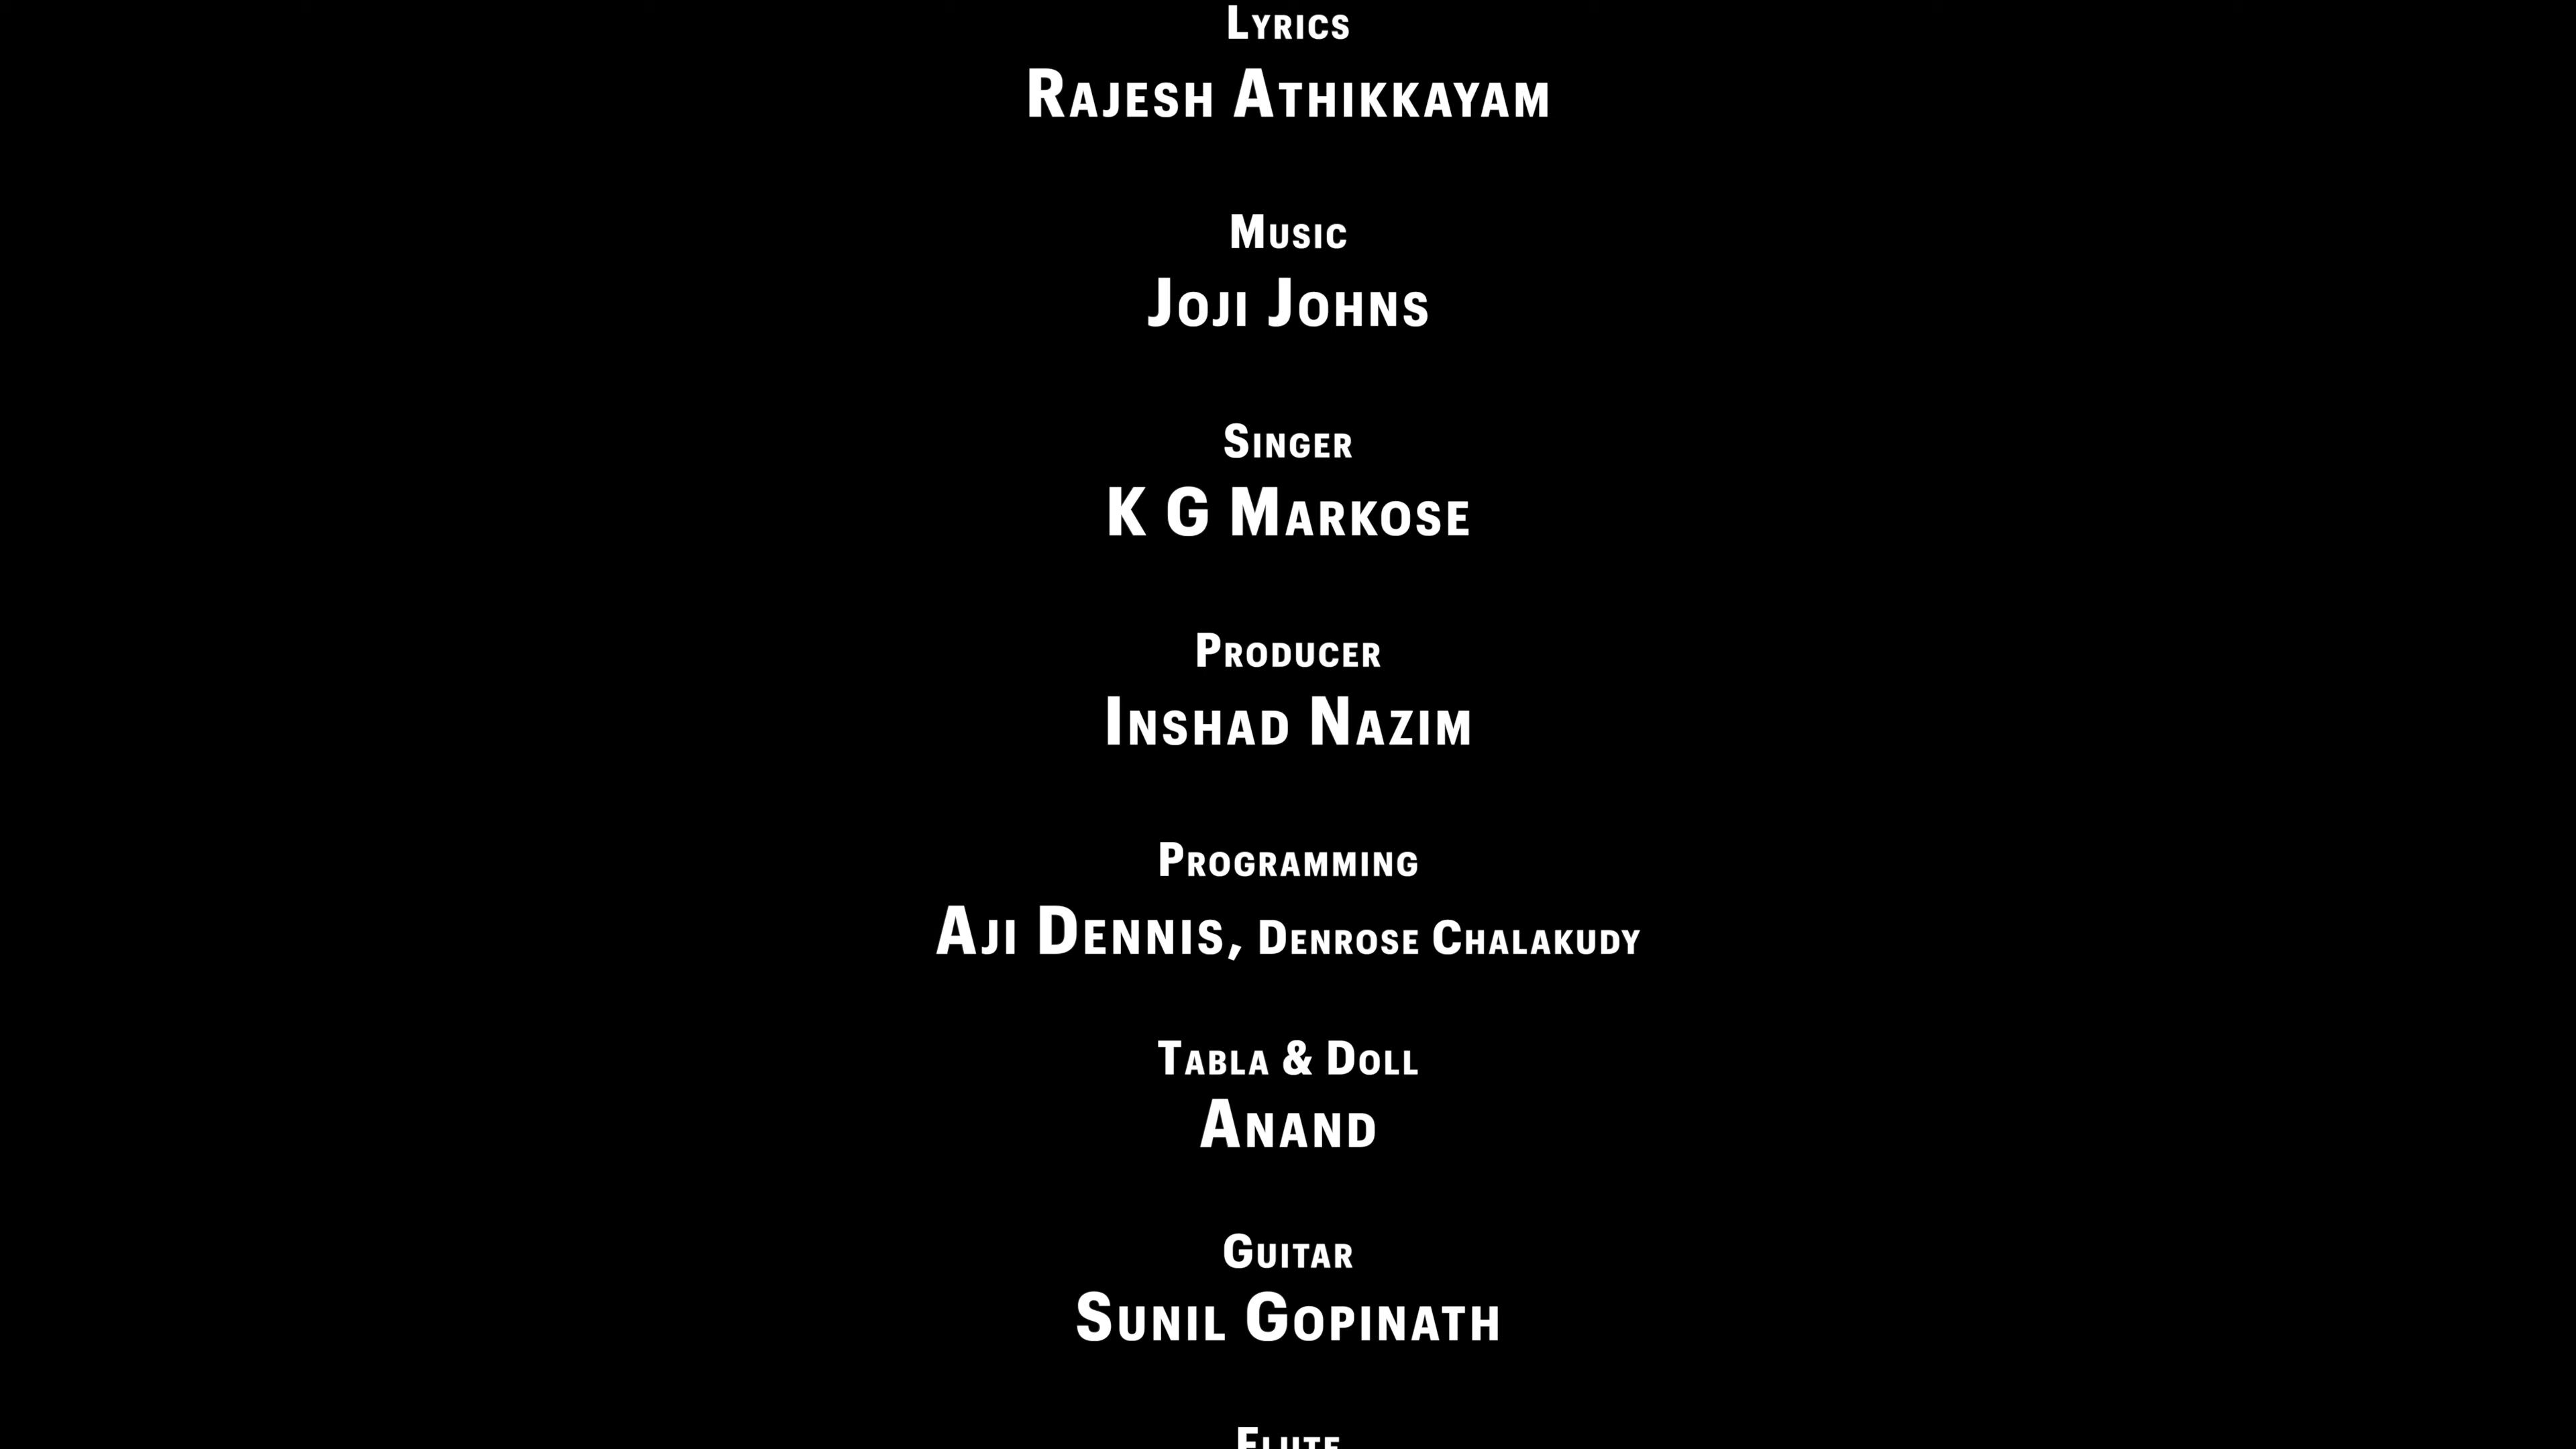 Lyrics
Rajesh Athikkayam
Music
Joji Johns
Singer
K G Markose
Producer
Inshad Nazim
Programming
Aji Dennis, Denrose Chalakudy
Tabla & Doll
Anand
Guitar
Sunil Gopinath
Flute